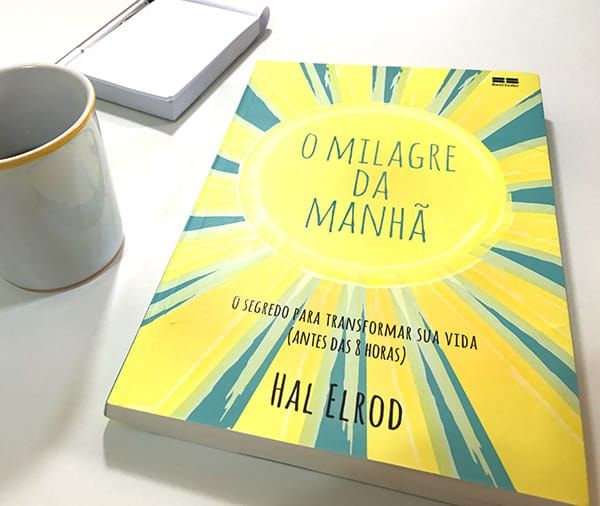 O MILAGRE
DA
MANHÃ
O SEGREDO PARA TRANSFORMAR SUA VIDA
(ANTES DAS 8 HORAS)
HAL ELROD